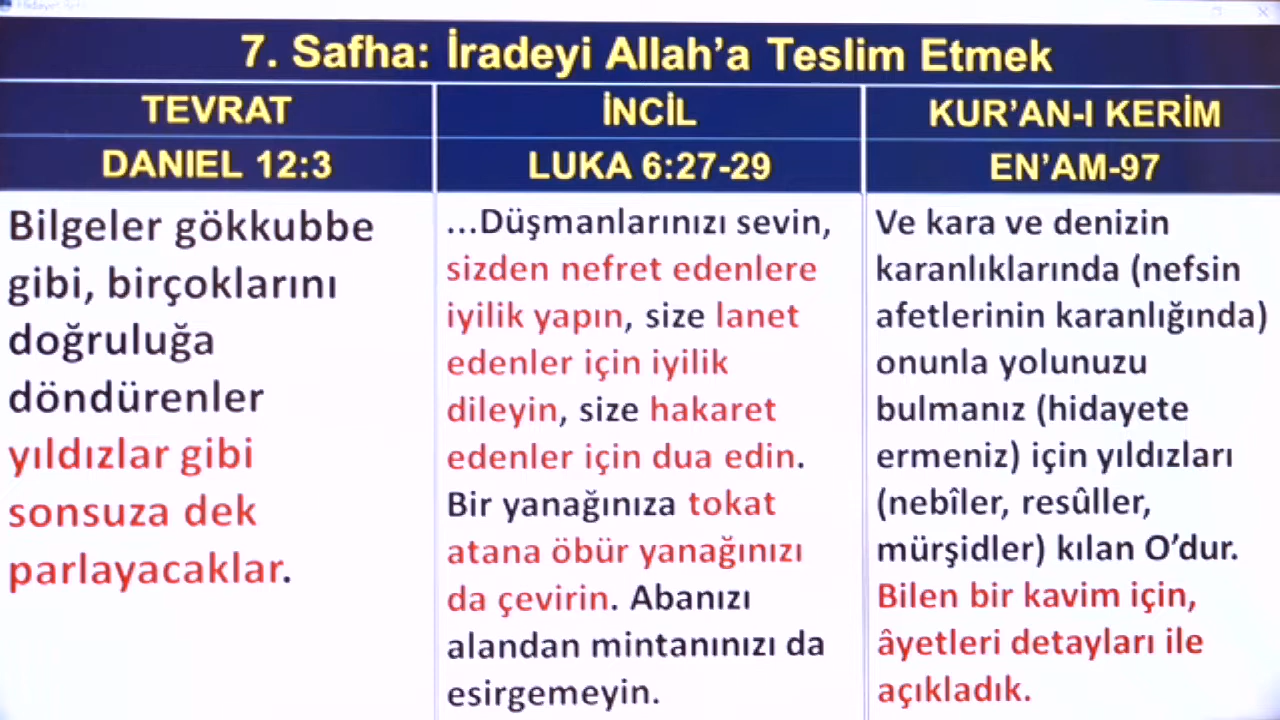 7. Safha: İradeyi Allah’a Teslim Etmek
TEVRAT
DANIEL 12:3
Bilgeler gökkubbe
gibi, birçoklarını
doğruluğa
döndürenler
yıldızlar gibi
sonsuza dek
parlayacaklar.
İNCİL
LUKA 6:27-29
...Düşmanlarınızı sevin,
sizden nefret edenlere
iyilik yapın, size lanet
edenler için iyilik
dileyin, size hakaret
edenler için dua edin.
Bir yanağınıza tokat
atana öbür yanağınızı
da çevirin. Abanızı
alandan mintanınızı da
esirgemeyin.
KUR’AN-I KERİM
EN’AM-97
Ve kara ve denizin
karanlıklarında (nefsin
afetlerinin karanlığında)
onunla yolunuzu
bulmanız (hidayete
ermeniz) için yıldızları
(nebîler, resûller,
mürşidler) kılan O’dur.
Bilen bir kavim için,
âyetleri detayları ile
açıkladık.